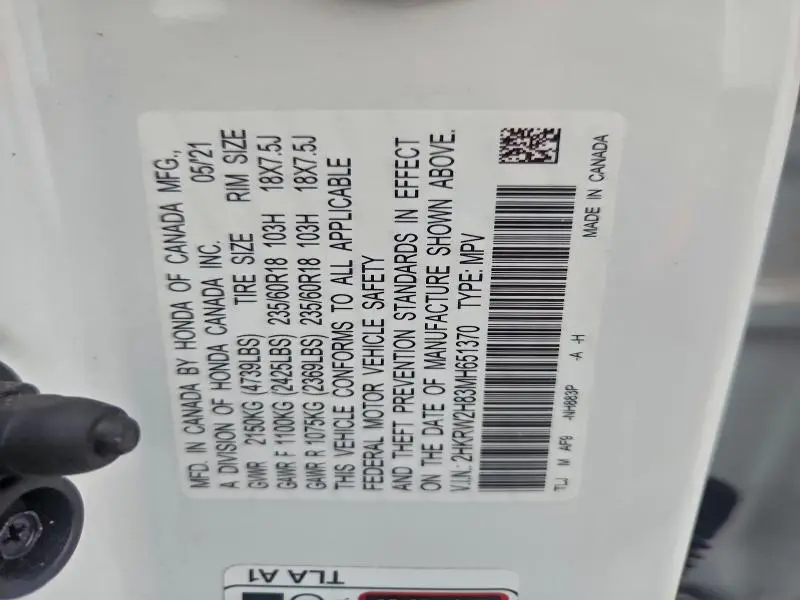 MFD. IN CANADA BY HONDA OF CANADA MFG.,
A DIVISION OF HONDA CANADA INC. 05/21
GVWR 2150KG (4739LBS) TIRE SIZE RIM SIZE
GAWR F 1100KG (2425LBS) 235/60R18 103H 18X7.5J
GAWR R 1075KG (2369LBS) 235/60R18 103H 18X7.5J
THIS VEHICLE CONFORMS TO ALL APPLICABLE
FEDERAL MOTOR VEHICLE SAFETY
AND THEFT PREVENTION STANDARDS IN EFFECT
ON THE DATE OF MANUFACTURE SHOWN ABOVE.
V.I.N.: 2HKRW2H83MH651370 TYPE: MPV
TLJ M AF9 -NH883P -A -H
MADE IN CANADA
TLA A1